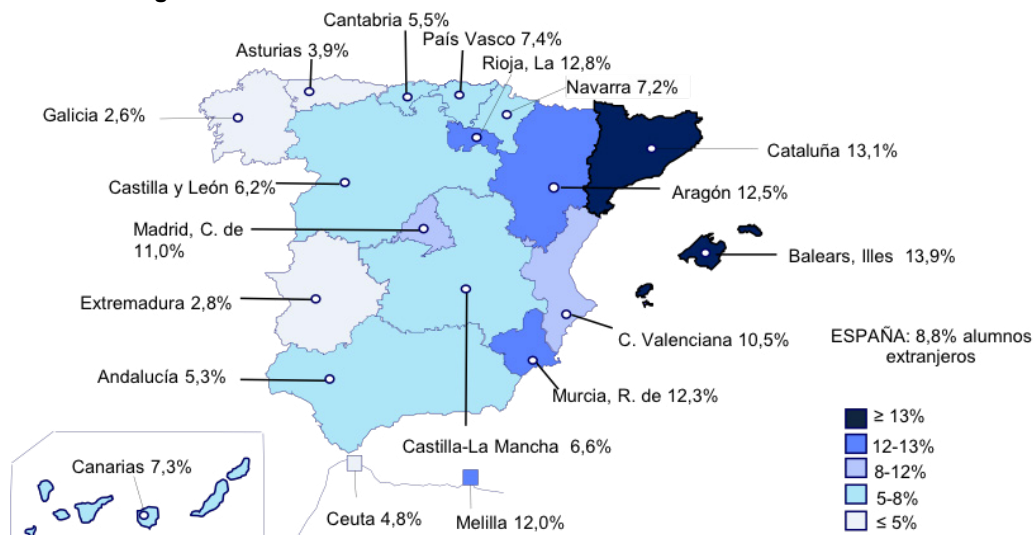 Cantabria 5,5%
Asturias 3,9%
País Vasco 7,4%
Rioja, La 12,8%
Navarra 7,2%
Galicia 2,6%
Cataluña 13,1%
Castilla y León 6,2%
Aragón 12,5%
Madrid, C. de
11,0%
Balears, Illes 13,9%
Extremadura 2,8%
C. Valenciana 10,5%
ESPAÑA: 8,8% alumnos
extranjeros
Andalucía 5,3%
Murcia, R. de 12,3%
≥ 13%
12-13%
8-12%
5-8%
≤ 5%
Castilla-La Mancha 6,6%
Canarias 7,3%
Ceuta 4,8%
Melilla 12,0%